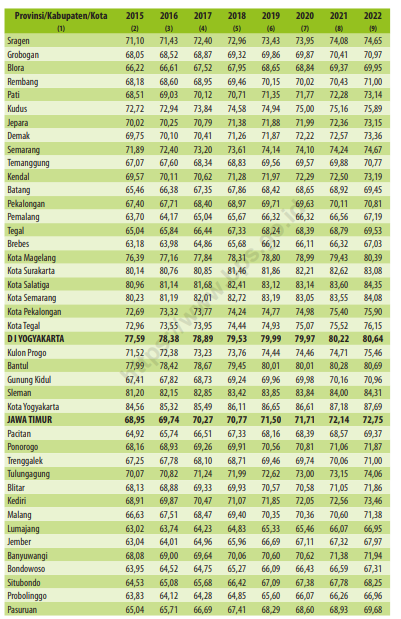 Provinsi/Kabupaten/Kota 2015 2016 2017 2018 2019 2020 2021 2022
(1) (2) (3) (4) (5) (6) (7) (8) (9)
Sragen 71,10 71,43 72,40 72,96 73,43 73,95 74,08 74,65
Grobogan 68,05 68,52 68,87 69,32 69,86 69,87 70,41 70,97
Blora 66,22 66,61 67,52 67,95 68,65 68,84 69,37 69,95
Rembang 68,18 68,60 68,95 69,46 70,15 70,02 70,43 71,00
Pati 68,51 69,03 70,12 70,71 71,35 71,77 72,28 73,14
Kudus 72,72 72,94 73,84 74,58 74,94 75,00 75,16 75,89
Jepara 70,02 70,25 70,79 71,38 71,88 71,99 72,36 73,15
Demak 69,75 70,10 70,41 71,26 71,87 72,22 72,57 73,36
Semarang 71,89 72,40 73,20 73,61 74,14 74,10 74,24 74,67
Temanggung 67,07 67,60 68,34 68,83 69,56 69,57 69,88 70,77
Kendal 69,57 70,11 70,62 71,28 71,97 72,29 72,50 73,19
Batang 65,46 66,38 67,35 67,86 68,42 68,65 68,92 69,45
Pekalongan 67,40 67,71 68,40 68,97 69,71 69,63 70,11 70,81
Pemalang 63,70 64,17 65,04 65,67 66,32 66,32 66,56 67,19
Tegal 65,04 65,84 66,44 67,33 68,24 68,39 68,79 69,53
Brebes 63,18 63,98 64,86 65,68 66,12 66,11 66,32 67,03
Kota Magelang 76,39 77,16 77,84 78,31 78,80 78,99 79,43 80,39
Kota Surakarta 80,14 80,76 80,85 81,46 81,86 82,21 82,62 83,08
Kota Salatiga 80,96 81,14 81,68 82,41 83,12 83,14 83,60 84,35
Kota Semarang 80,23 81,19 82,01 82,72 83,19 83,05 83,55 84,08
Kota Pekalongan 72,69 73,32 73,77 74,24 74,77 74,98 75,40 75,90
Kota Tegal 72,96 73,55 73,95 74,44 74,93 75,07 75,52 76,15
D I YOGYAKARTA 77,59 78,38 78,89 79,53 79,99 79,97 80,22 80,64
Kulon Progo 71,52 72,38 73,23 73,76 74,44 74,46 74,71 75,46
Bantul 77,99 78,42 78,67 79,45 80,01 80,01 80,28 80,69
Gunung Kidul 67,41 67,82 68,73 69,24 69,96 69,98 70,16 70,96
Sleman 81,20 82,15 82,85 83,42 83,85 83,84 84,00 84,31
Kota Yogyakarta 84,56 85,32 85,49 86,11 86,65 86,61 87,18 87,69
JAWA TIMUR 68,95 69,74 70,27 70,77 71,50 71,71 72,14 72,75
Pacitan 64,92 65,74 66,51 67,33 68,16 68,39 68,57 69,37
Ponorogo 68,16 68,93 69,26 69,91 70,56 70,81 71,06 71,87
Trenggalek 67,25 67,78 68,10 68,71 69,46 69,74 70,06 71,00
Tulungagung 70,07 70,82 71,24 71,99 72,62 73,00 73,15 74,06
Blitar 68,13 68,88 69,33 69,93 70,57 70,58 71,05 71,86
Kediri 68,91 69,87 70,47 71,07 71,85 72,05 72,56 73,46
Malang 66,63 67,51 68,47 69,40 70,35 70,36 70,60 71,38
Lumajang 63,02 63,74 64,23 64,83 65,33 65,46 66,07 66,95
Jember 63,04 64,01 64,96 65,96 66,69 67,11 67,32 67,97
Banyuwangi 68,08 69,00 69,64 70,06 70,60 70,62 71,38 71,94
Bondowoso 63,95 64,52 64,75 65,27 66,09 66,43 66,59 67,31
Situbondo 64,53 65,08 65,68 66,42 67,09 67,38 67,78 68,25
Probolinggo 63,83 64,12 64,28 64,85 65,60 66,07 66,26 66,96
Pasuruan 65,04 65,71 66,69 67,41 68,29 68,60 68,93 69,68